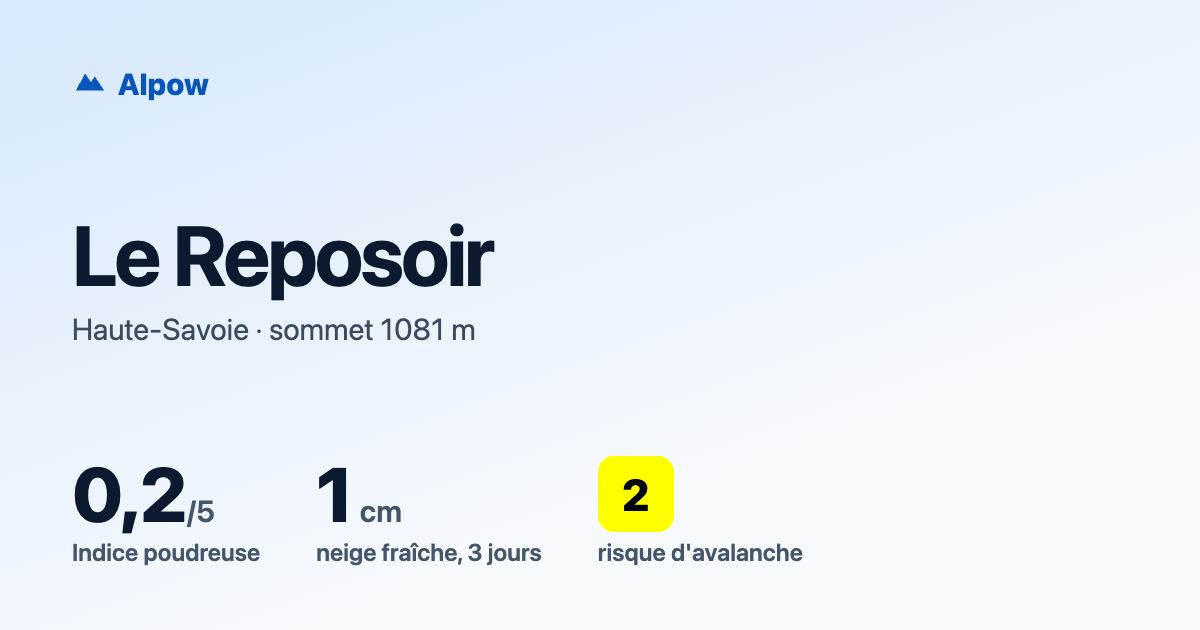 Alpow
Le Reposoir
Haute-Savoie · sommet 1081 m
0,2/5
Indice poudreuse
1 cm
neige fraîche, 3 jours
2
risque d'avalanche